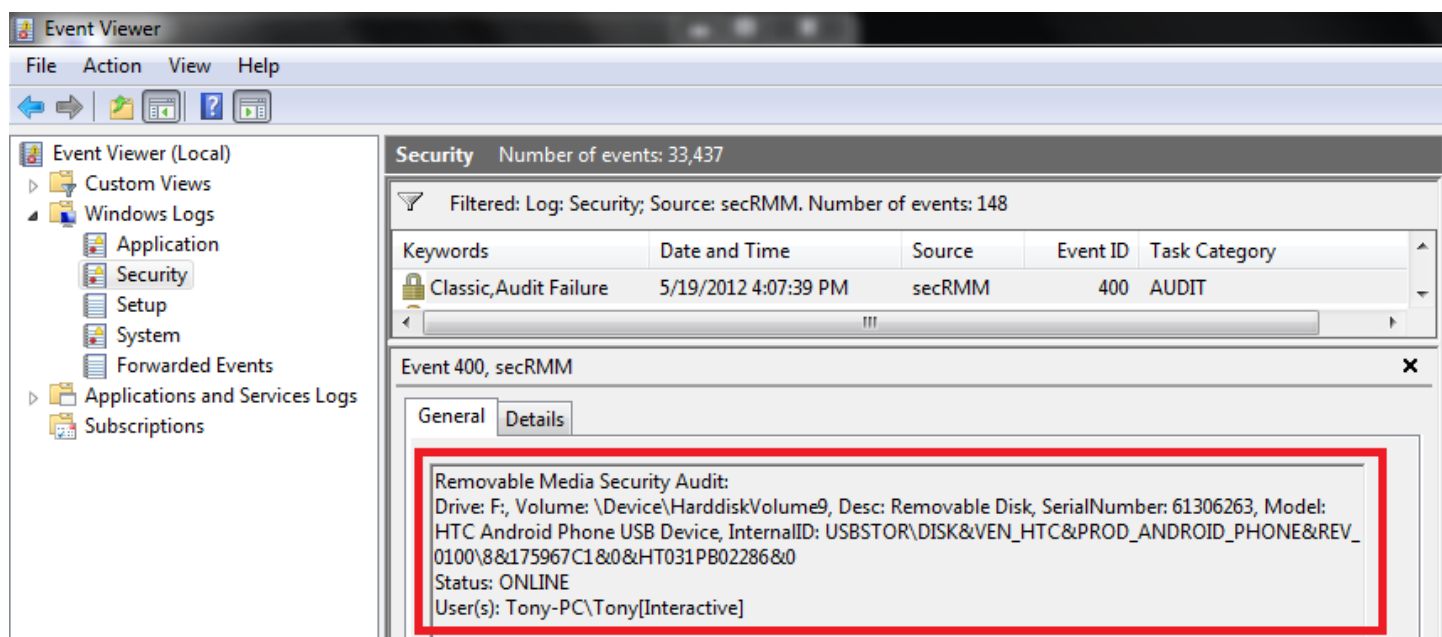 Event Viewer
File Action View Help
Event Viewer (Local)
Custom Views
Windows Logs
Application
Security
Setup
System
Forwarded Events
Applications and Services Logs
Subscriptions
Security Number of events: 33,437
Filtered: Log: Security; Source: secRMM. Number of events: 148
Keywords Date and Time Source Event ID Task Category
Classic,Audit Failure 5/19/2012 4:07:39 PM secRMM 400 AUDIT
Event 400, secRMM
General Details
Removable Media Security Audit:
Drive: F:, Volume: \Device\HarddiskVolume9, Desc: Removable Disk, SerialNumber: 61306263, Model:
HTC Android Phone USB Device, InternalID: USBSTOR\DISK&VEN_HTC&PROD_ANDROID_PHONE&REV_
0100\8&175967C1&0&HT031PB02286&0
Status: ONLINE
User(s): Tony-PC\Tony[Interactive]